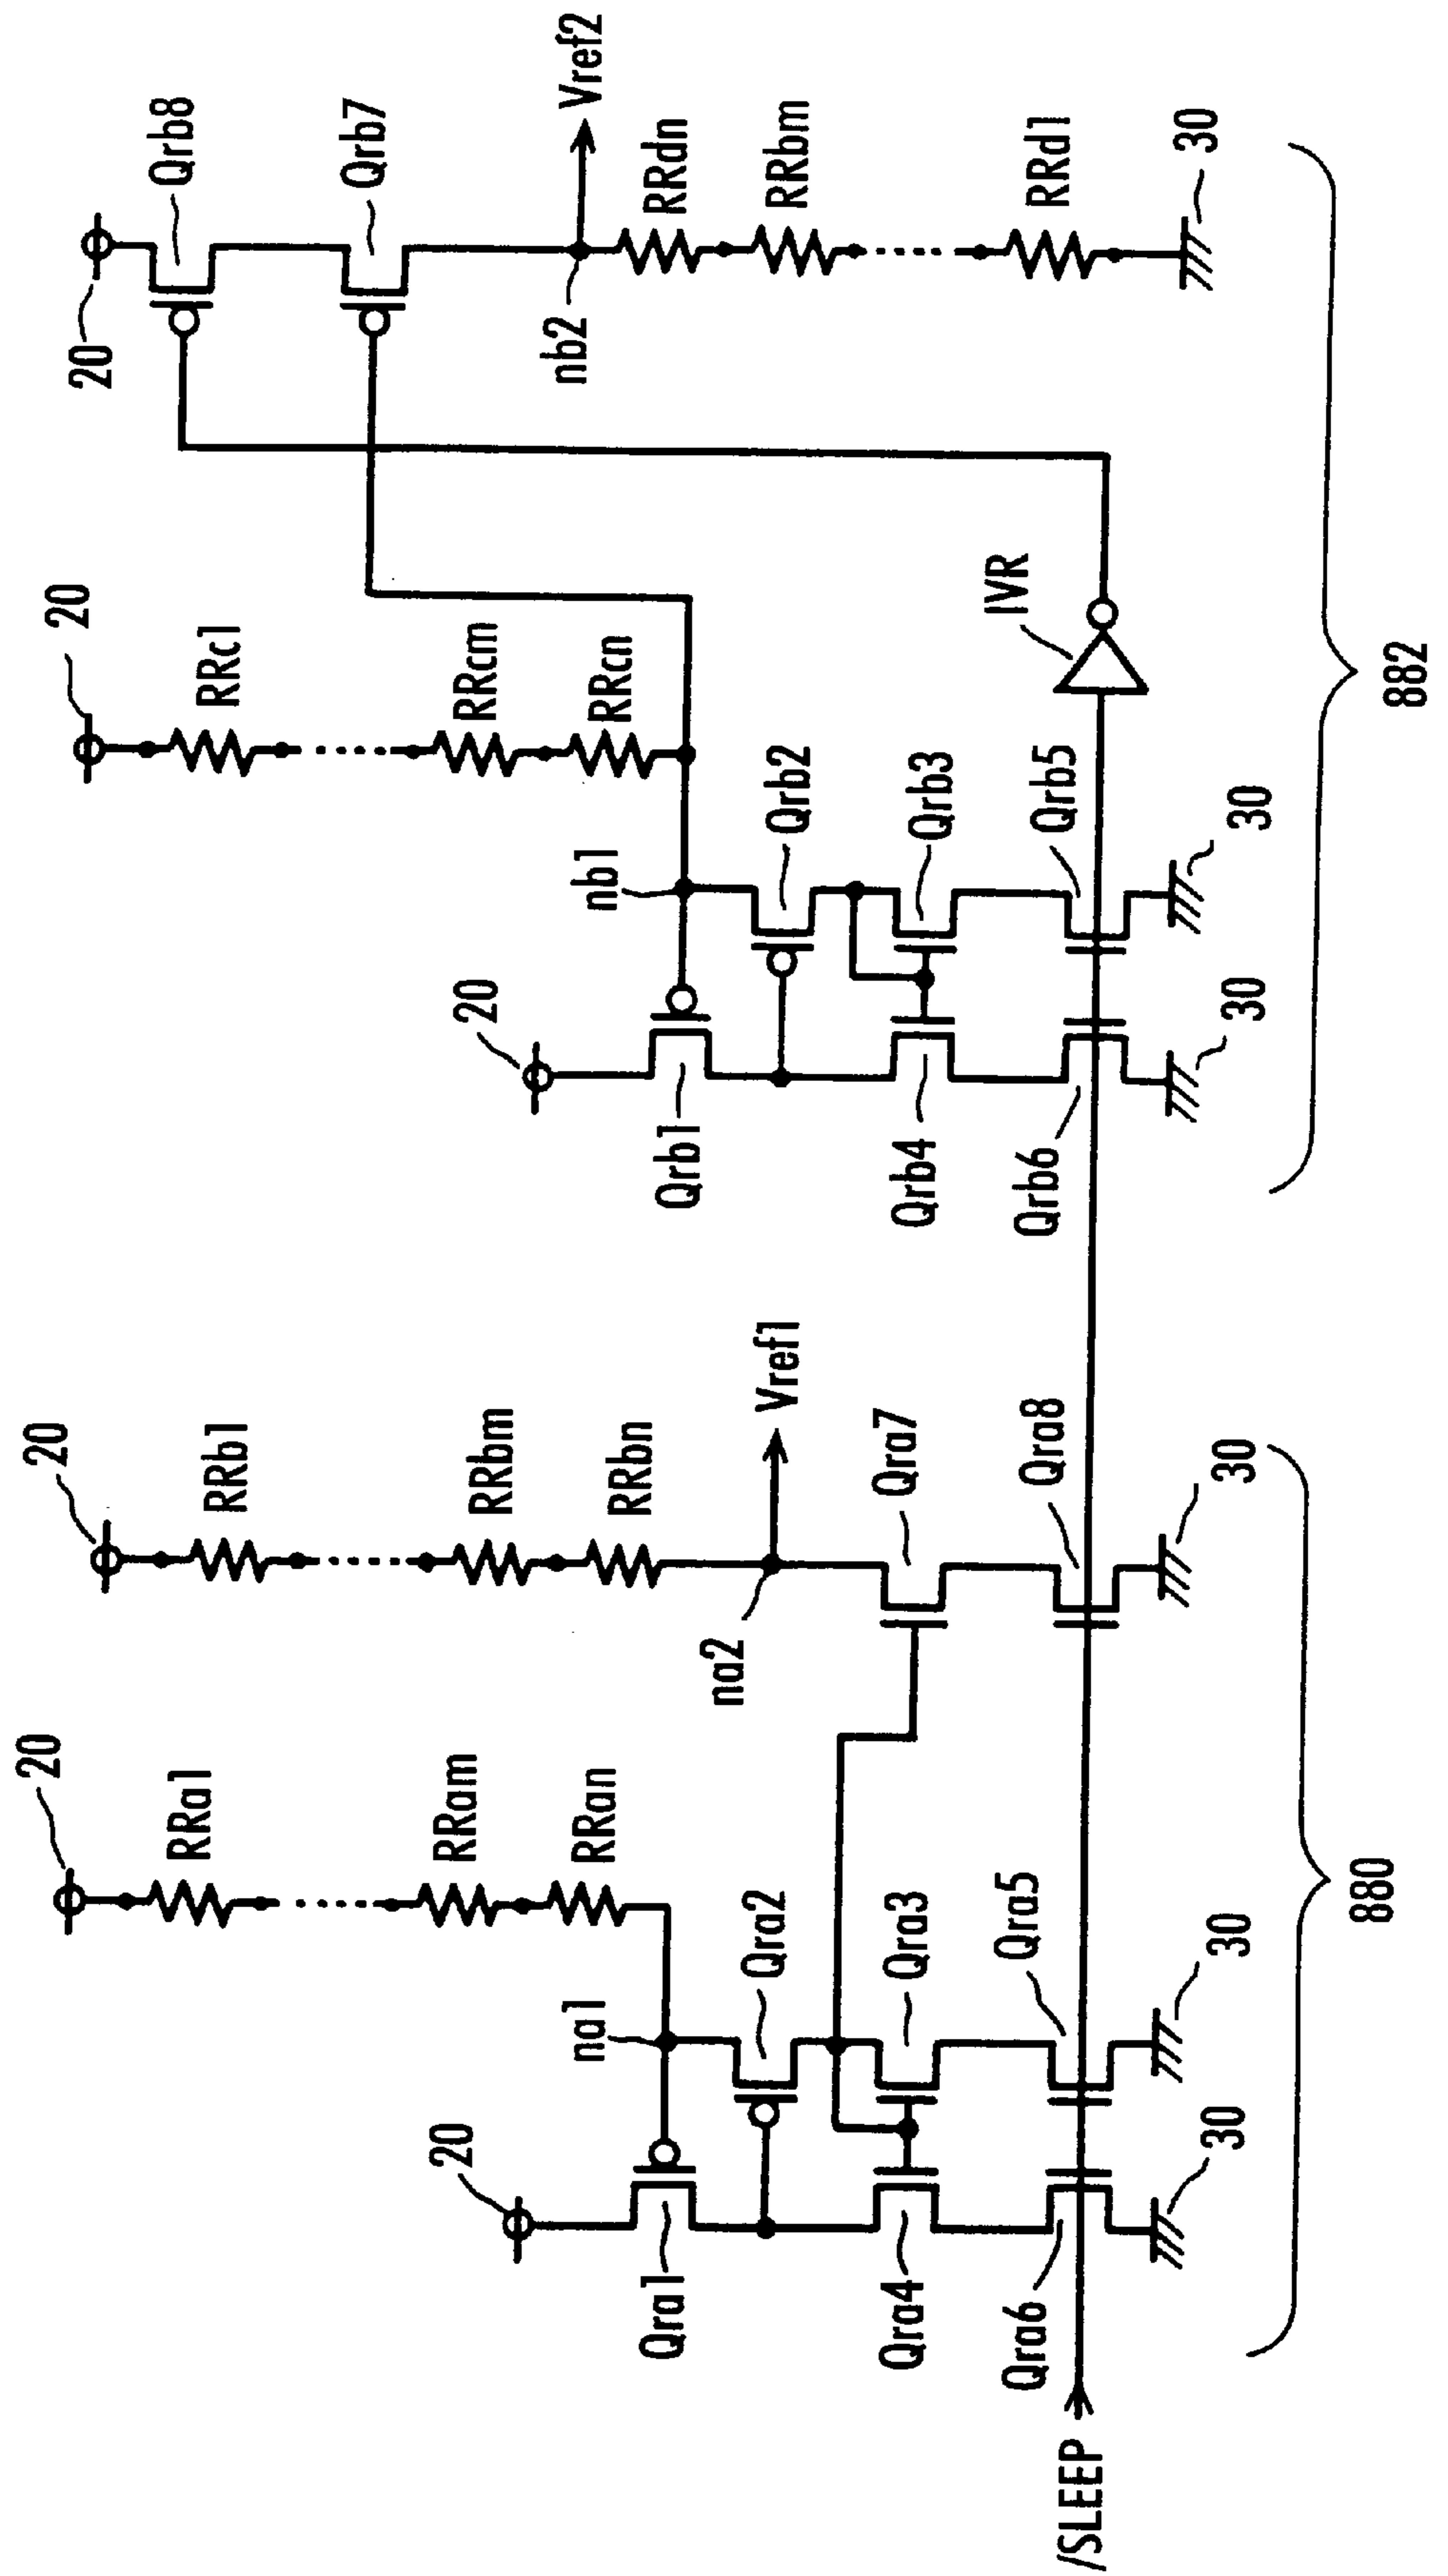 20
RRa1
RRam
RRan
na1
20
Qra1
Qra2
Qra3
Qra4
Qra5
Qra6
30
30
20
RRb1
RRbm
RRbn
na2
Vref1
Qra7
Qra8
30
880
/SLEEP
20
RRc1
RRcm
RRcn
nb1
20
Qrb1
Qrb2
Qrb3
Qrb4
Qrb5
Qrb6
30
30
IVR
20
Qrb8
Qrb7
nb2
Vref2
RRdn
RRbm
RRd1
30
882